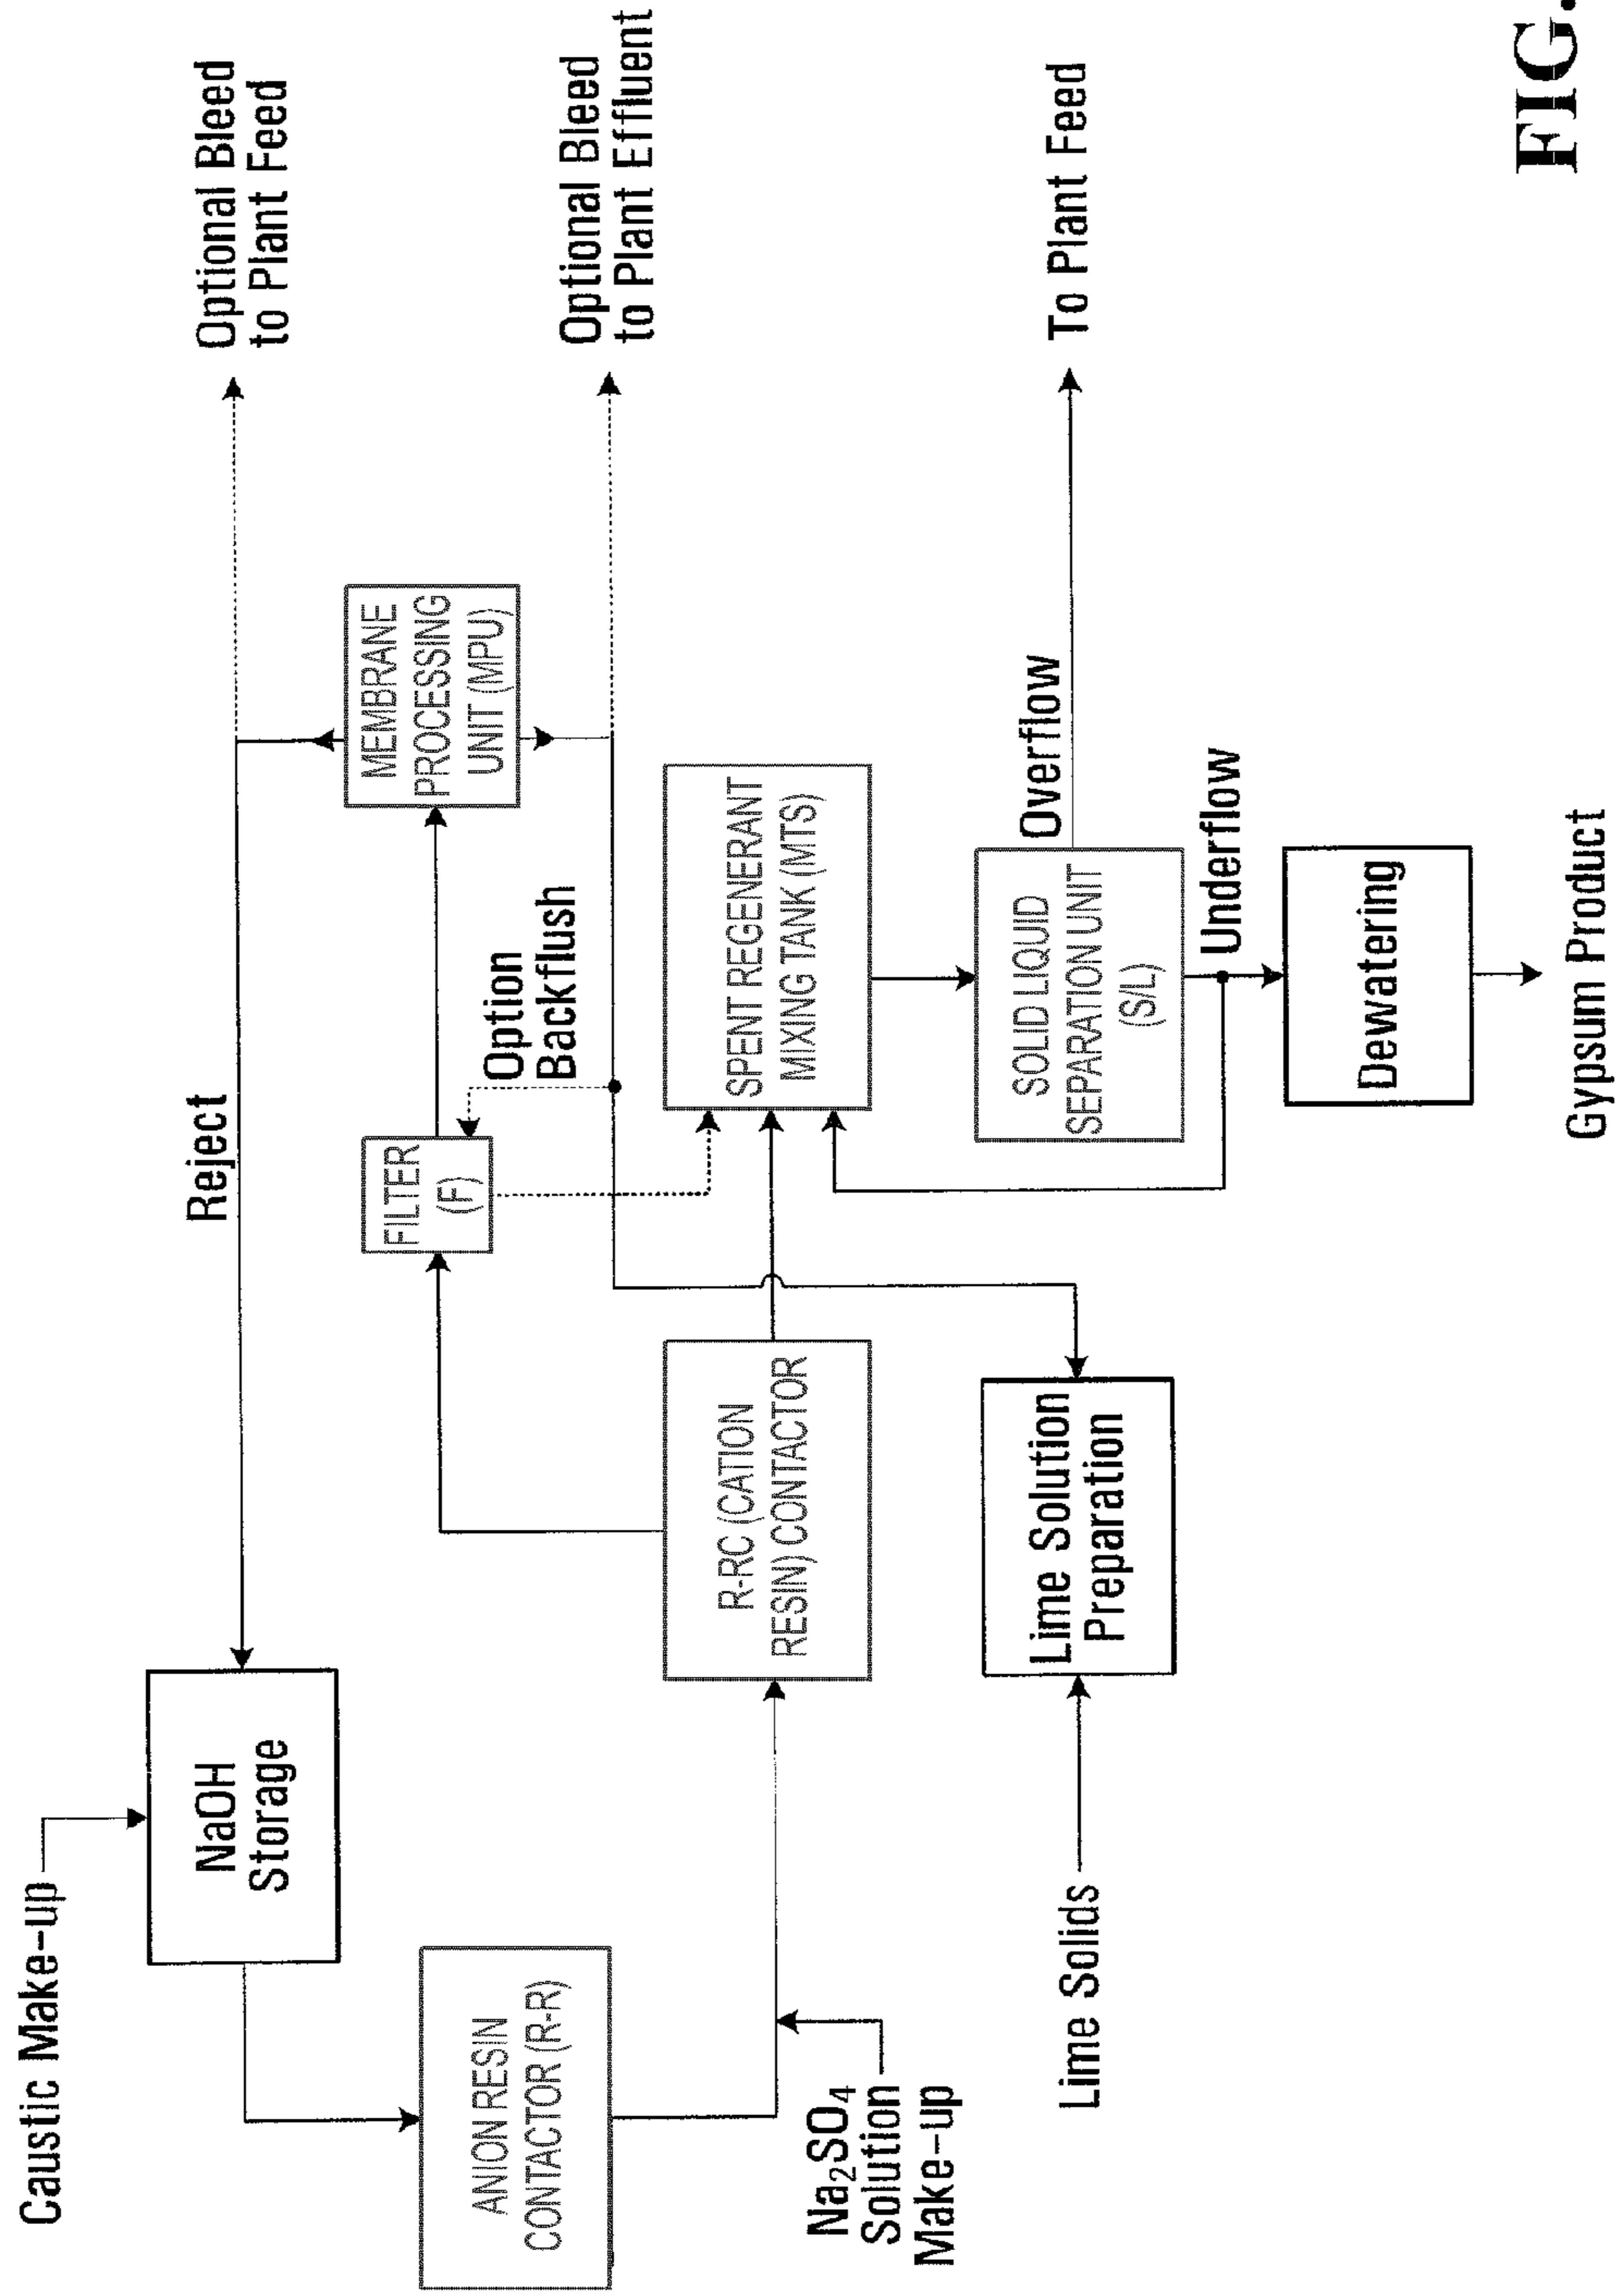 Caustic Make-up
NaOH
Storage
Reject
Optional Bleed
to Plant Feed
ANION RESIN
CONTACTOR (R-R)
FILTER
(F)
MEMBRANE
PROCESSING
UNIT (MPU)
Option
Backflush
Optional Bleed
to Plant Effluent
Na₂SO₄
Solution
Make-up
R-RC (CATION
RESIN) CONTACTOR
SPENT REGENERANT
MIXING TANK (MTS)
Lime Solids
Lime Solution
Preparation
SOLID LIQUID
SEPARATION UNIT
(S/L)
Overflow
To Plant Feed
Underflow
Dewatering
Gypsum Product
FIG.